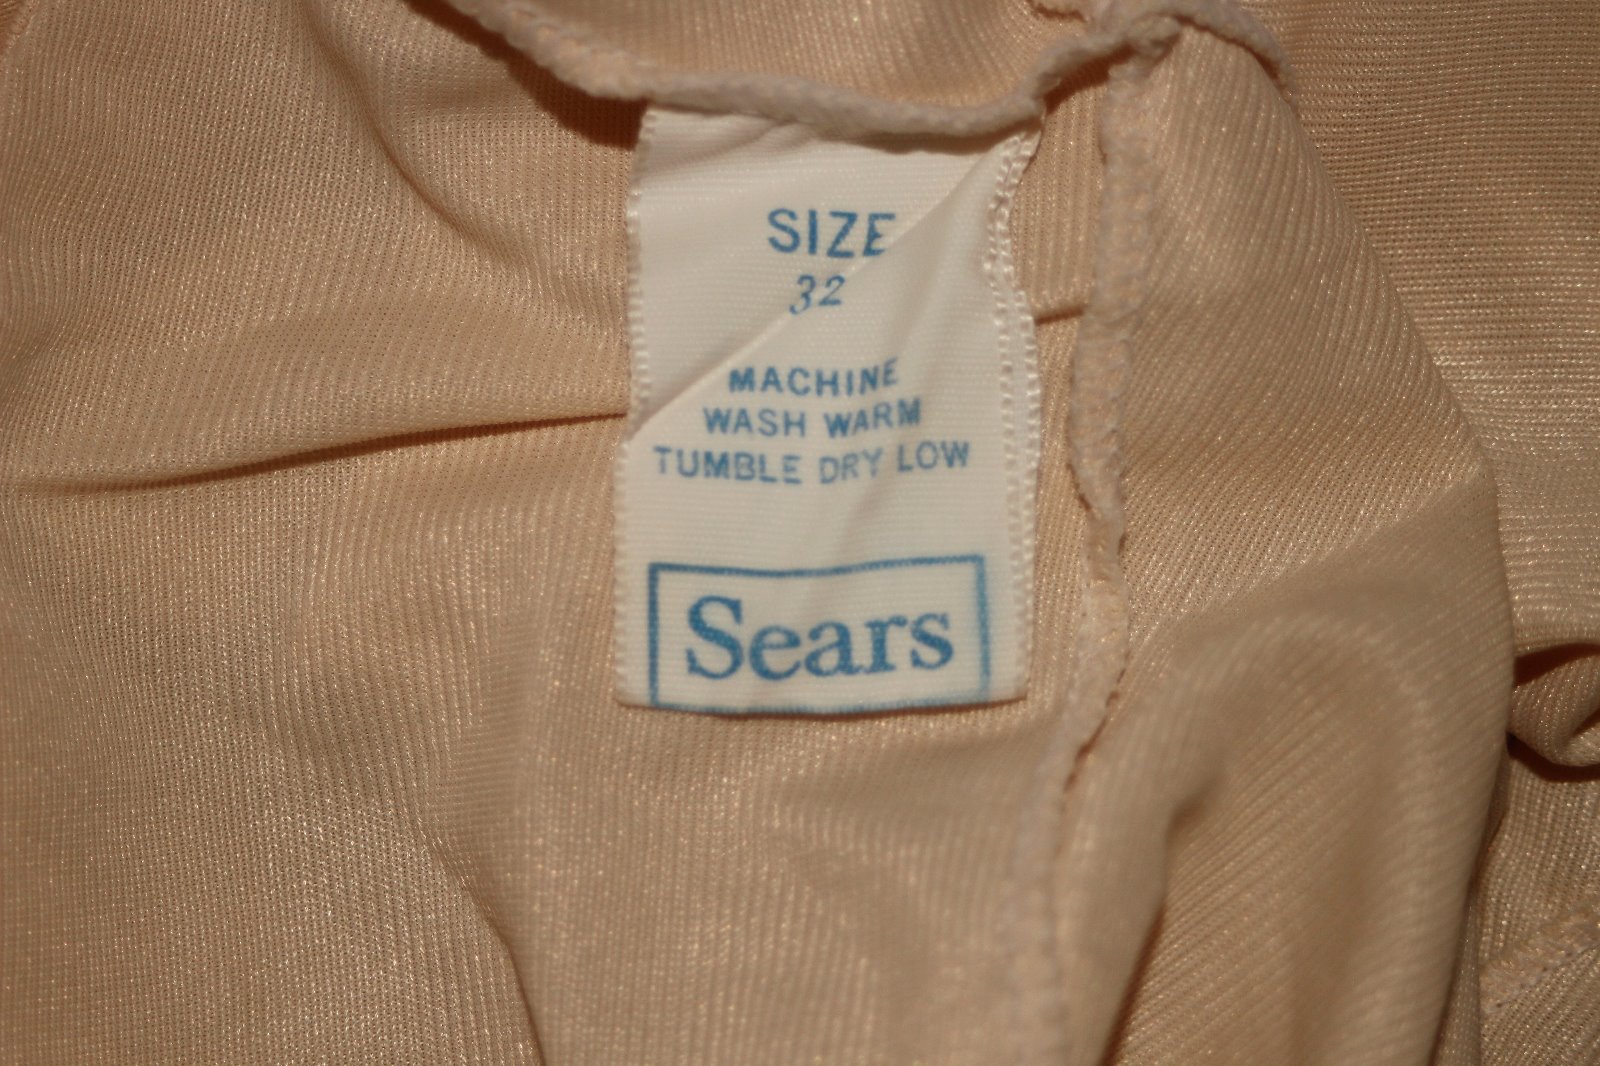 SIZE
32
MACHINE
WASH WARM
TUMBLE DRY LOW
Sears